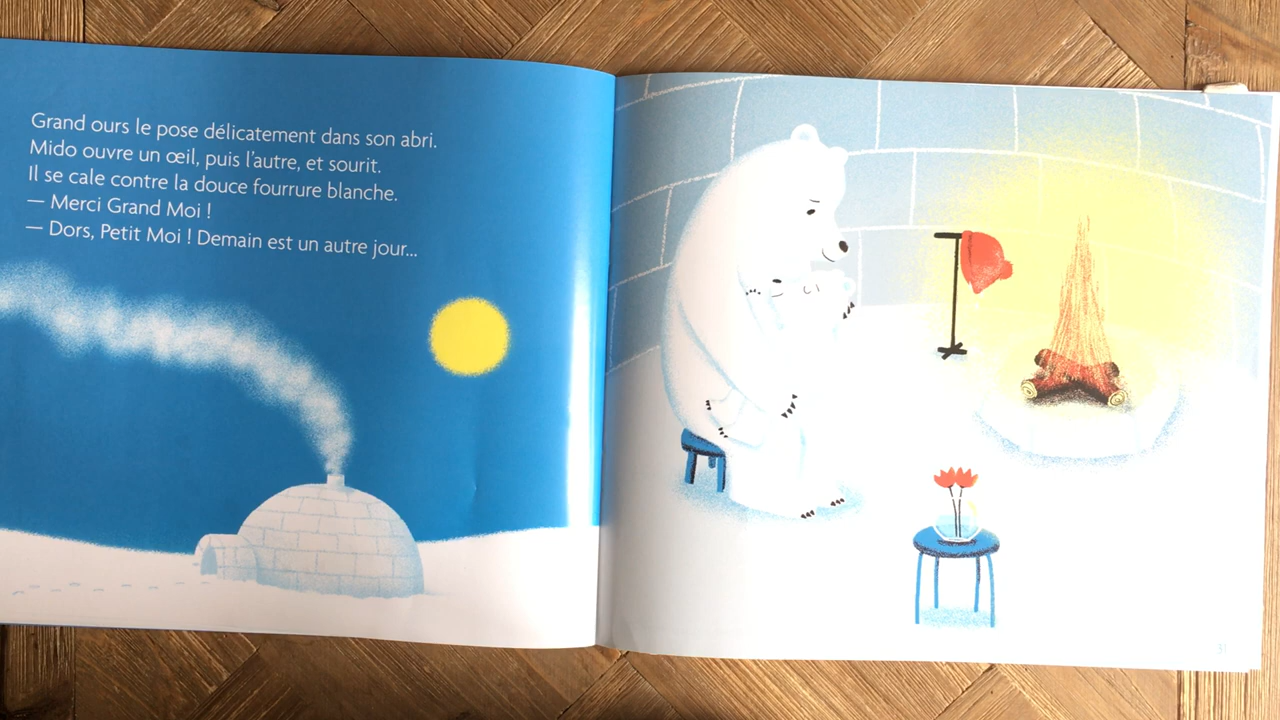 Grand ours le pose délicatement dans son abri.
Mido ouvre un œil, puis l'autre, et sourit.
Il se cale contre la douce fourrure blanche.
— Merci Grand Moi !
— Dors, Petit Moi ! Demain est un autre jour...
31